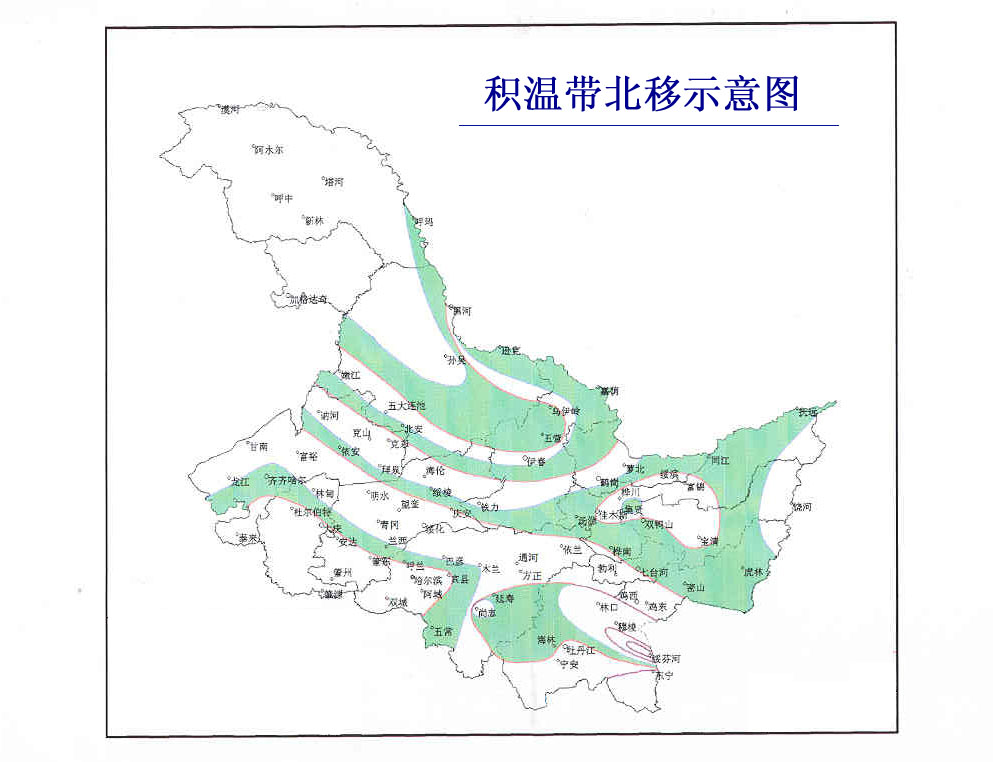 积温带北移示意图
漠河
阿木尔
塔河
呼中
新林
呼玛
加格达奇
黑河
逊克
孙吴
嫩江
嘉荫
五大连池
乌伊岭
讷河
北安
抚远
克山
克东
五营
甘南
依安
伊春
富裕
拜泉
海伦
萝北
同江
龙江
齐齐哈尔
鹤岗
绥滨
林甸
明水
绥棱
桦川
富锦
望奎
铁力
饶河
杜尔伯特
庆安
汤原
佳木斯
集贤
大庆
青冈
绥化
双鸭山
泰来
安达
兰西
宝清
依兰
桦南
肇东
呼兰
巴彦
通河
木兰
勃利
七台河
虎林
肇州
哈尔滨
宾县
方正
密山
肇源
双城
阿城
延寿
鸡西
尚志
林口
鸡东
五常
穆棱
海林
牡丹江
绥芬河
宁安
东宁